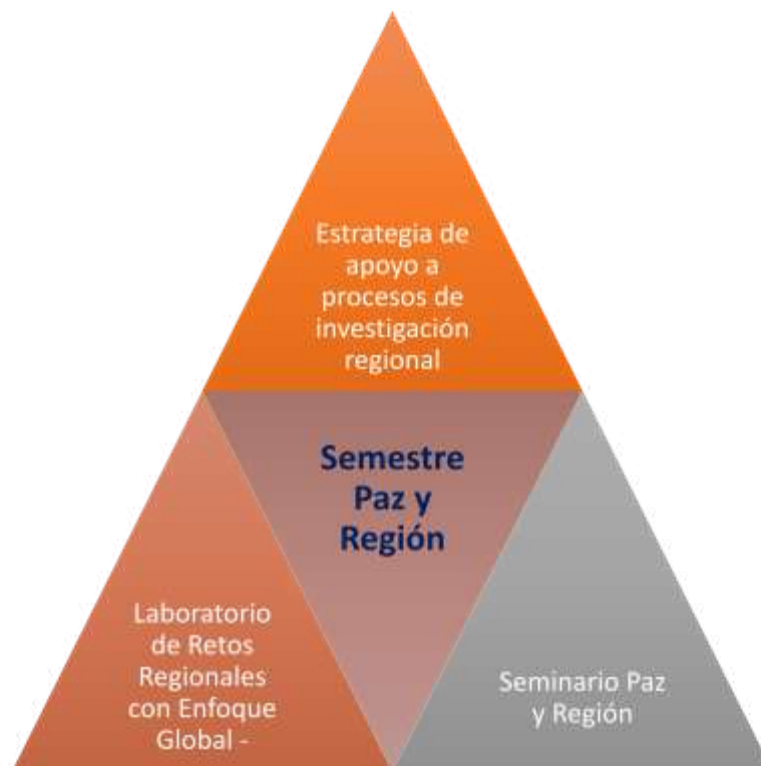 Estrategia de
apoyo a
procesos de
investigación
regional
Semestre
Paz y
Región
Laboratorio
de Retos
Regionales
con Enfoque
Global -
Seminario Paz
y Región